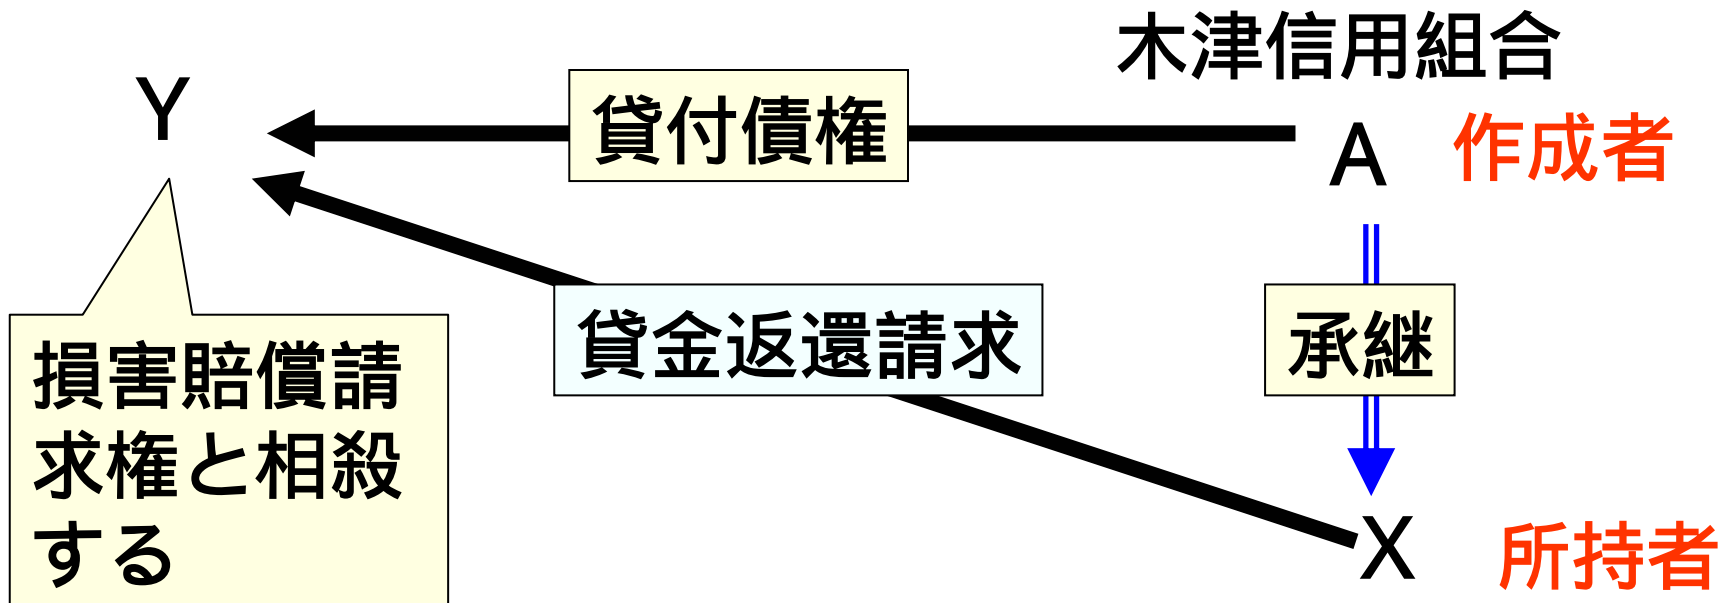 木津信用組合
Y
貸付債権
A
作成者
貸金返還請求
承継
損害賠償請
求権と相殺
する
X
所持者